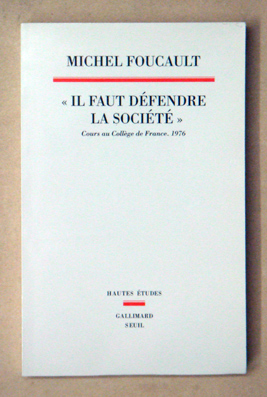 MICHEL FOUCAULT
« IL FAUT DÉFENDRE
LA SOCIÉTÉ »
Cours au Collège de France. 1976
HAUTES ÉTUDES
GALLIMARD
SEUIL